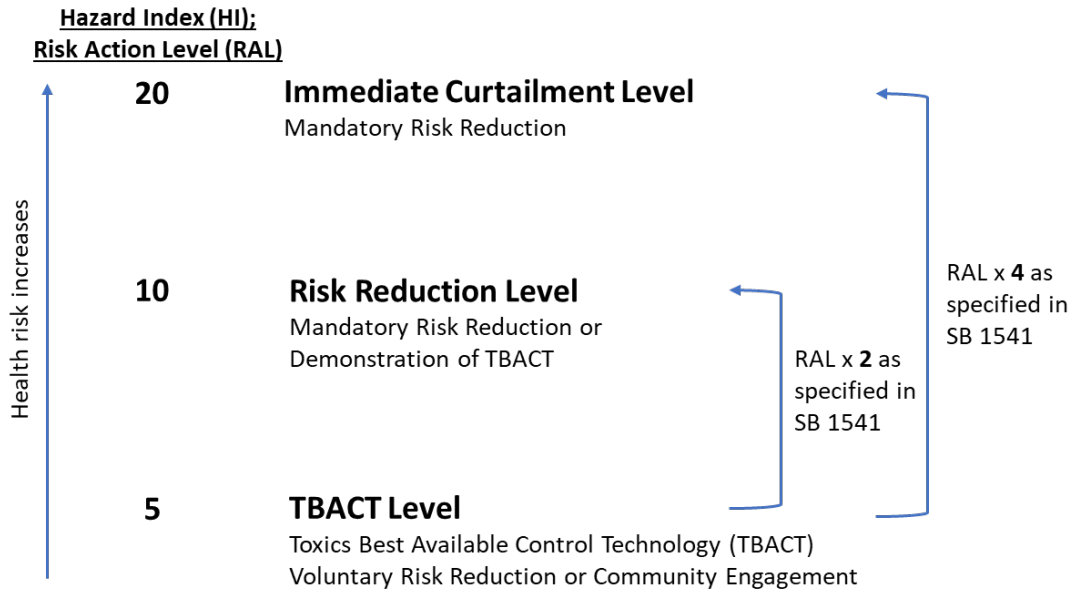 Hazard Index (HI);
Risk Action Level (RAL)
20
Immediate Curtailment Level
Mandatory Risk Reduction
Health risk increases
10
Risk Reduction Level
Mandatory Risk Reduction or
Demonstration of TBACT
RAL x 4 as
specified in
SB 1541
RAL x 2 as
specified in
SB 1541
5
TBACT Level
Toxics Best Available Control Technology (TBACT)
Voluntary Risk Reduction or Community Engagement